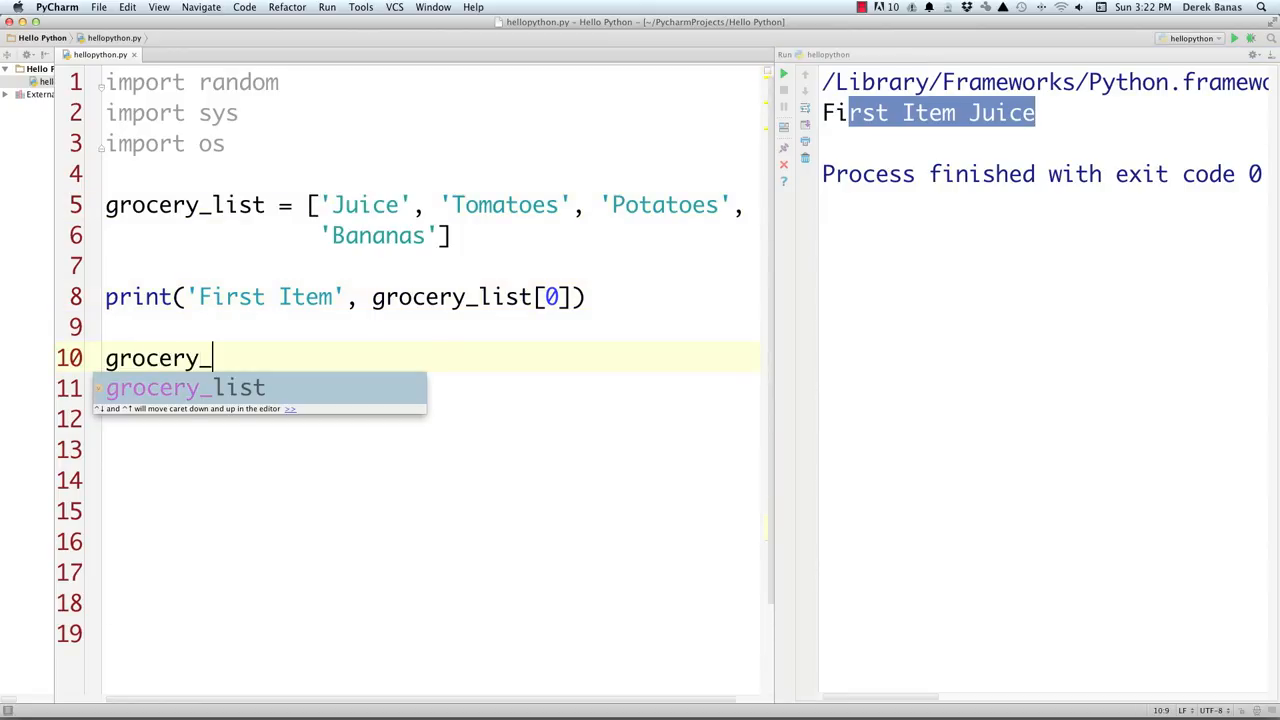 PyCharm File Edit View Navigate Code Refactor Run Tools VCS Window Help 10 Sun 3:22 PM Derek Banas
hellopython.py - Hello Python - [~/PycharmProjects/Hello Python]
Hello Python hellopython.py hellopython
hellopython.py Run hellopython
Hello P
hell
Externa
1 import random
2 import sys
3 import os
4
5 grocery_list = ['Juice', 'Tomatoes', 'Potatoes',
6 'Bananas']
7
8 print('First Item', grocery_list[0])
9
10 grocery_
grocery_list
^↓ and ^↑ will move caret down and up in the editor >>
11
12
13
14
15
16
17
18
19
/Library/Frameworks/Python.framewo
First Item Juice
Process finished with exit code 0
10:9 LF UTF-8